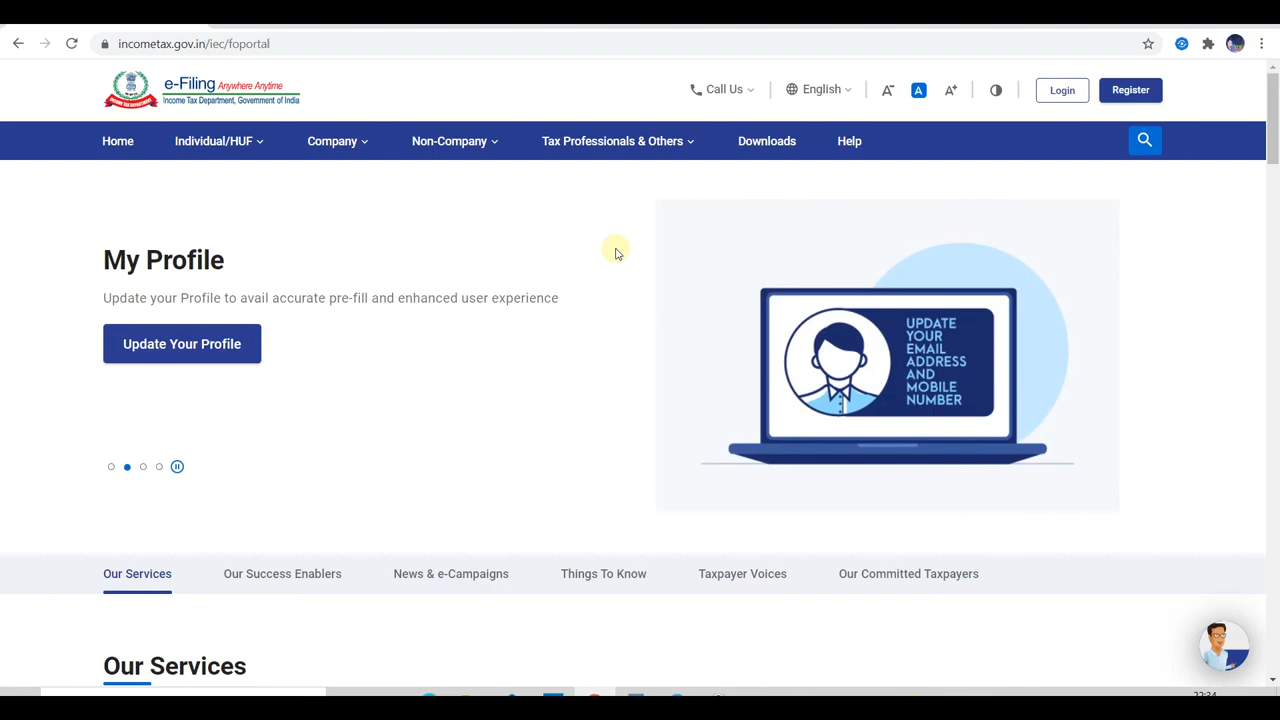 incometax.gov.in/iec/foportal
e-Filing Anywhere Anytime
Income Tax Department, Government of India
Call Us
English
A-
A
A+
Login
Register
Home
Individual/HUF
Company
Non-Company
Tax Professionals & Others
Downloads
Help
My Profile
Update your Profile to avail accurate pre-fill and enhanced user experience
Update Your Profile
UPDATE
YOUR
EMAIL
ADDRESS
AND
MOBILE
NUMBER
Our Services
Our Success Enablers
News & e-Campaigns
Things To Know
Taxpayer Voices
Our Committed Taxpayers
Our Services